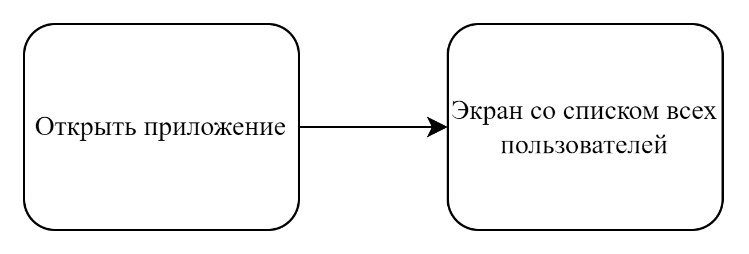 Открыть приложение
Экран со списком всех
пользователей